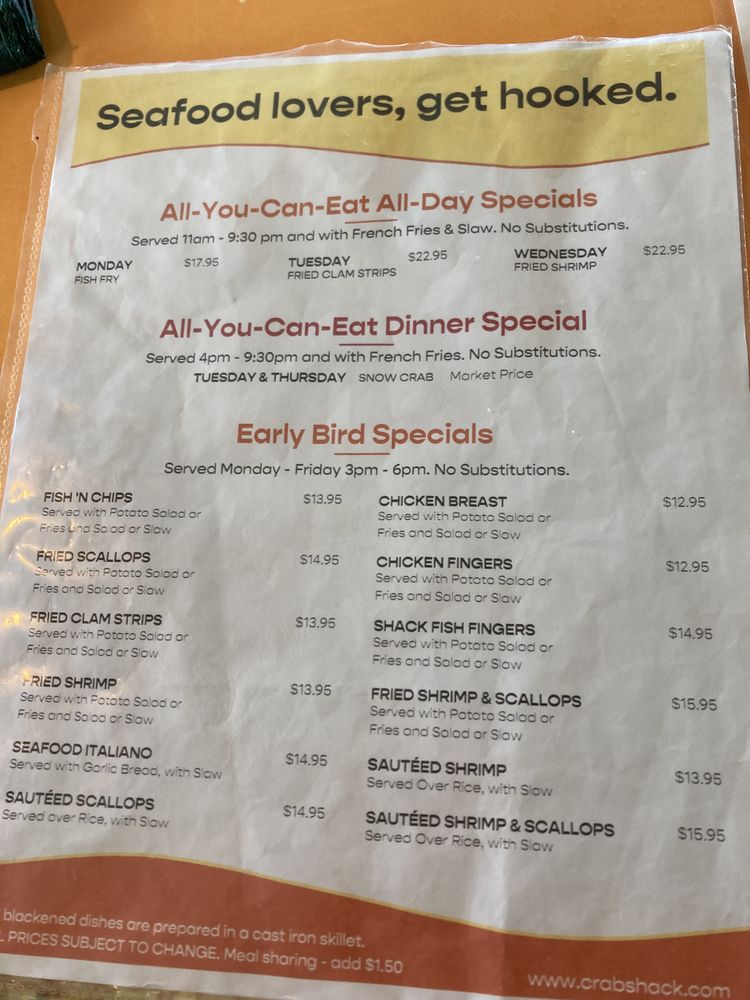 Seafood lovers, get hooked.
All-You-Can-Eat All-Day Specials
Served 11am - 9:30 pm and with French Fries & Slaw. No Substitutions.
MONDAY $17.95
FISH FRY
TUESDAY $22.95
FRIED CLAM STRIPS
WEDNESDAY $22.95
FRIED SHRIMP
All-You-Can-Eat Dinner Special
Served 4pm - 9:30pm and with French Fries. No Substitutions.
TUESDAY & THURSDAY SNOW CRAB Market Price
Early Bird Specials
Served Monday - Friday 3pm - 6pm. No Substitutions.
FISH 'N CHIPS $13.95
Served with Potato Salad or
Fries and Salad or Slaw
FRIED SCALLOPS $14.95
Served with Potato Salad or
Fries and Salad or Slaw
FRIED CLAM STRIPS $13.95
Served with Potato Salad or
Fries and Salad or Slaw
FRIED SHRIMP $13.95
Served with Potato Salad or
Fries and Salad or Slaw
SEAFOOD ITALIANO $14.95
Served with Garlic Bread, with Slaw
SAUTÉED SCALLOPS $14.95
Served over Rice, with Slaw
CHICKEN BREAST $12.95
Served with Potato Salad or
Fries and Salad or Slaw
CHICKEN FINGERS $12.95
Served with Potato Salad or
Fries and Salad or Slaw
SHACK FISH FINGERS $14.95
Served with Potato Salad or
Fries and Salad or Slaw
FRIED SHRIMP & SCALLOPS $15.95
Served with Potato Salad or
Fries and Salad or Slaw
SAUTÉED SHRIMP $13.95
Served Over Rice, with Slaw
SAUTÉED SHRIMP & SCALLOPS $15.95
Served Over Rice, with Slaw
blackened dishes are prepared in a cast iron skillet.
PRICES SUBJECT TO CHANGE. Meal sharing - add $1.50
www.crabshack.com